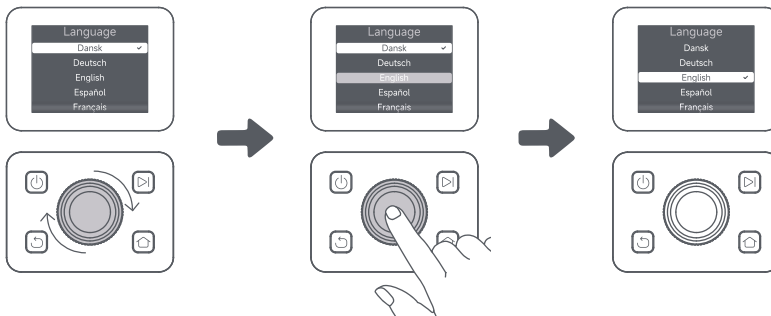 Language
Dansk
Deutsch
English
Español
Français
Language
Dansk
Deutsch
English
Español
Français
Language
Dansk
Deutsch
English
Español
Français